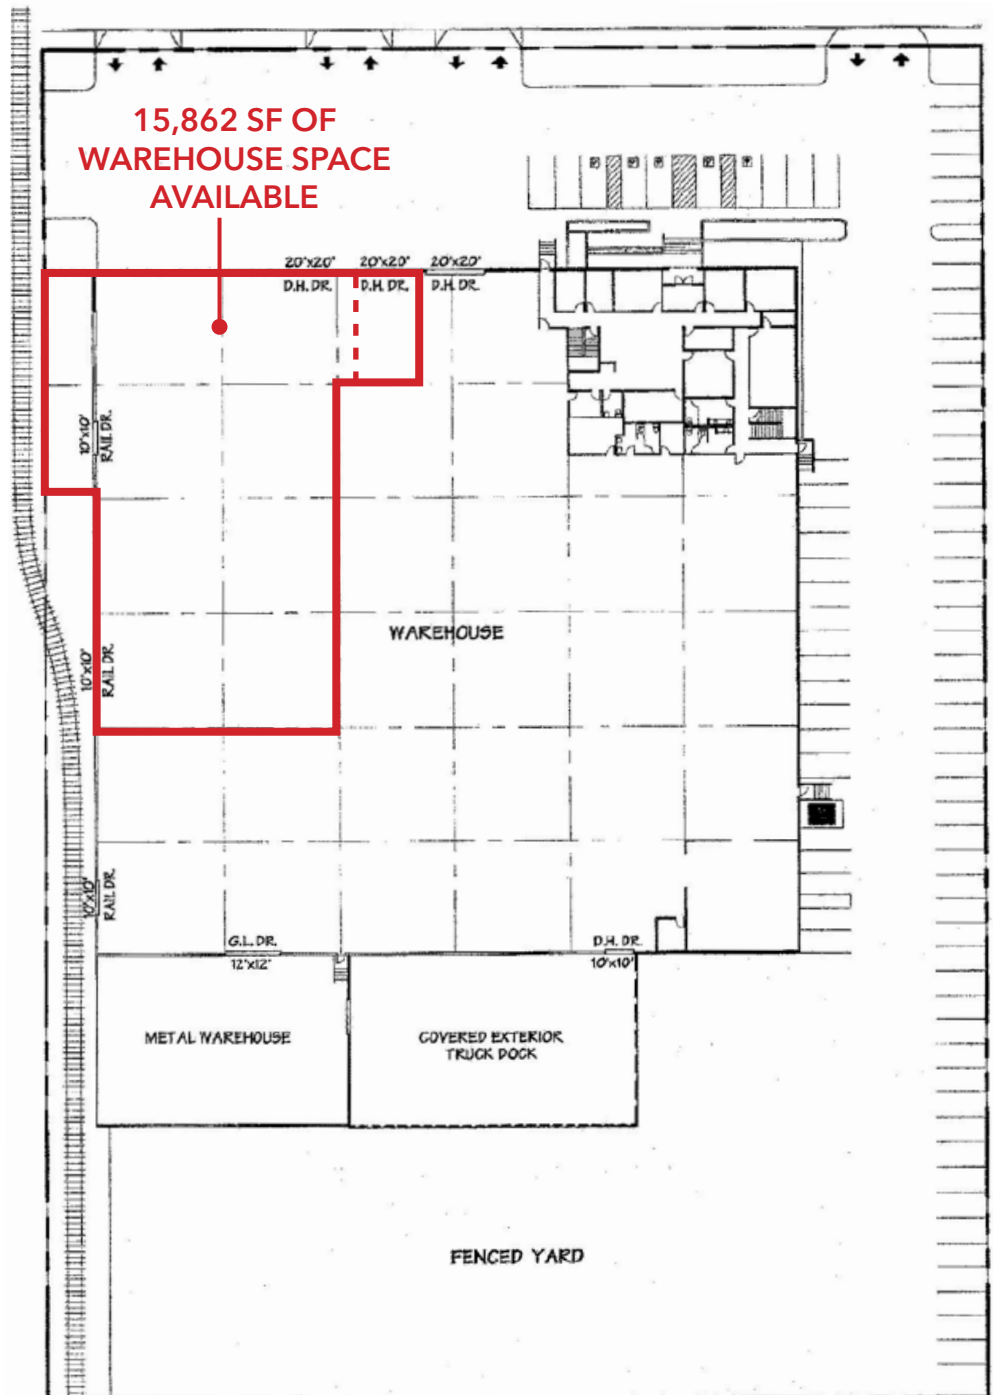 15,862 SF OF
WAREHOUSE SPACE
AVAILABLE
20'x20' 20'x20' 20'x20'
D.H. DR. D.H. DR. D.H. DR.
10'x10'
RAIL DR.
WAREHOUSE
10'x10'
RAIL DR.
10'x10'
RAIL DR.
G.L. DR.
12'x12'
D.H. DR.
10'x10'
METAL WAREHOUSE
COVERED EXTERIOR
TRUCK DOCK
FENCED YARD